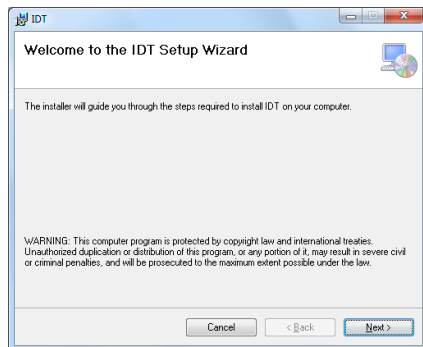 IDT
Welcome to the IDT Setup Wizard
The installer will guide you through the steps required to install IDT on your computer.
WARNING: This computer program is protected by copyright law and international treaties.
Unauthorized duplication or distribution of this program, or any portion of it, may result in severe civil
or criminal penalties, and will be prosecuted to the maximum extent possible under the law.
Cancel < Back Next >